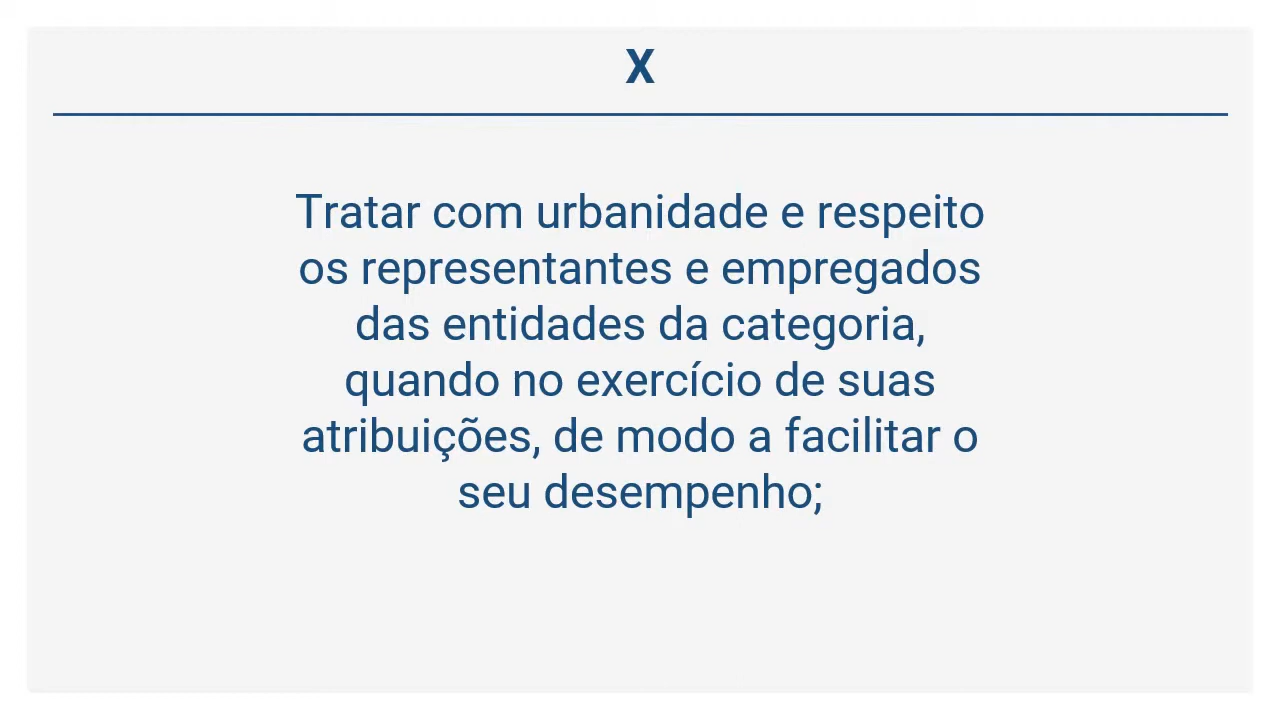 X
Tratar com urbanidade e respeito
os representantes e empregados
das entidades da categoria,
quando no exercício de suas
atribuições, de modo a facilitar o
seu desempenho;